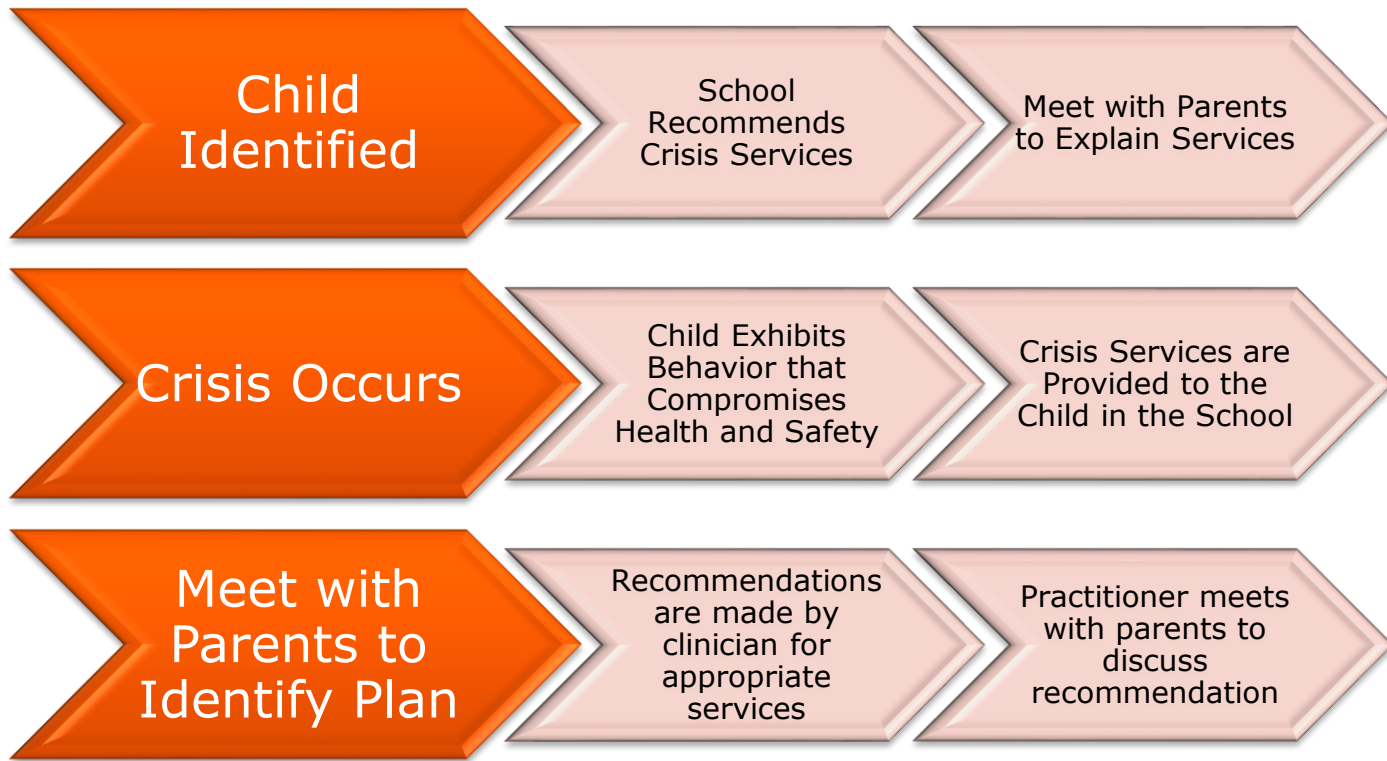 Child
Identified
School
Recommends
Crisis Services
Meet with Parents
to Explain Services
Crisis Occurs
Child Exhibits
Behavior that
Compromises
Health and Safety
Crisis Services are
Provided to the
Child in the School
Meet with
Parents to
Identify Plan
Recommendations
are made by
clinician for
appropriate
services
Practitioner meets
with parents to
discuss
recommendation